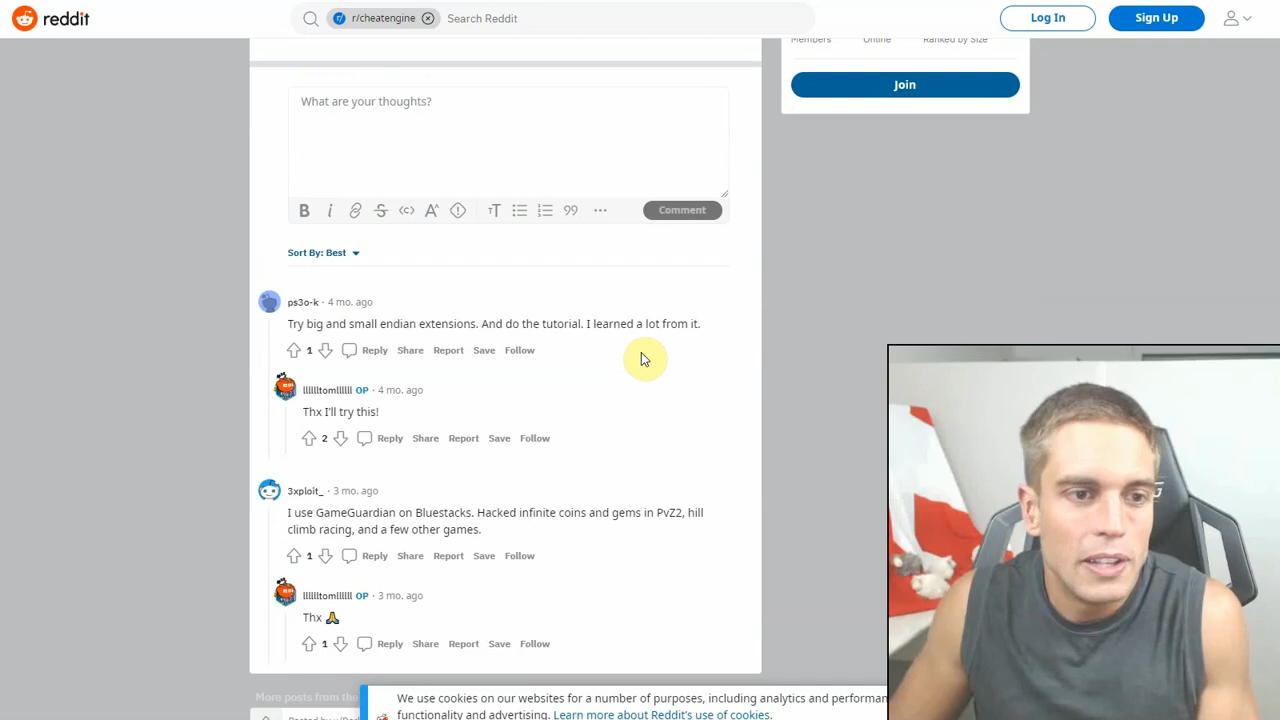 reddit
r/cheatengine
Search Reddit
Log In
Sign Up
Members Online Ranked by Size
Join
What are your thoughts?
B i S <c> A T 99
Comment
Sort By: Best
ps3o-k · 4 mo. ago
Try big and small endian extensions. And do the tutorial. I learned a lot from it.
1 Reply Share Report Save Follow
OP · 4 mo. ago
Thx I'll try this!
2 Reply Share Report Save Follow
3xploit_ · 3 mo. ago
I use GameGuardian on Bluestacks. Hacked infinite coins and gems in PvZ2, hill
climb racing, and a few other games.
1 Reply Share Report Save Follow
OP · 3 mo. ago
Thx 🙏
1 Reply Share Report Save Follow
More posts from the
We use cookies on our websites for a number of purposes, including analytics and performan
functionality and advertising. Learn more about Reddit's use of cookies.